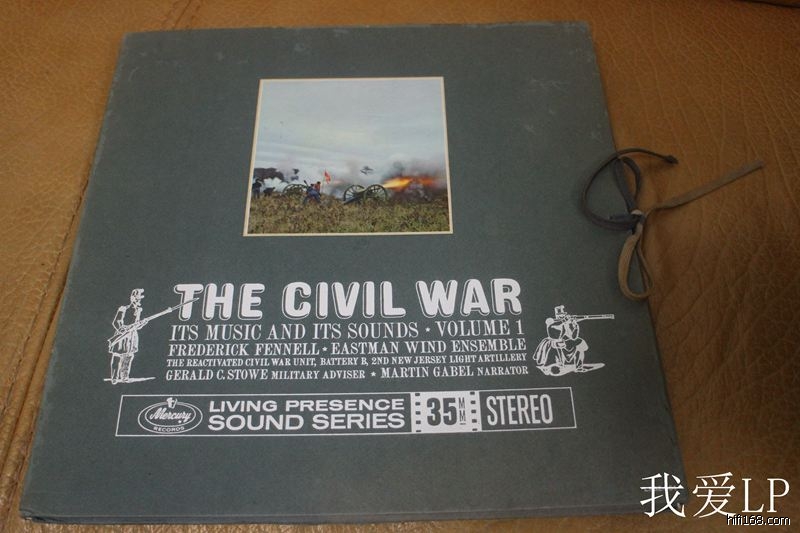 THE CIVIL WAR
ITS MUSIC AND ITS SOUNDS ★ VOLUME 1
FREDERICK FENNELL ★ EASTMAN WIND ENSEMBLE
THE REACTIVATED CIVIL WAR UNIT, BATTERY B, 2ND NEW JERSEY LIGHT ARTILLERY
GERALD C. STOWE MILITARY ADVISER ★ MARTIN GABEL NARRATOR
Mercury
RECORDS
LIVING PRESENCE
SOUND SERIES
35 MM
STEREO
我爱LP
hifi168.com